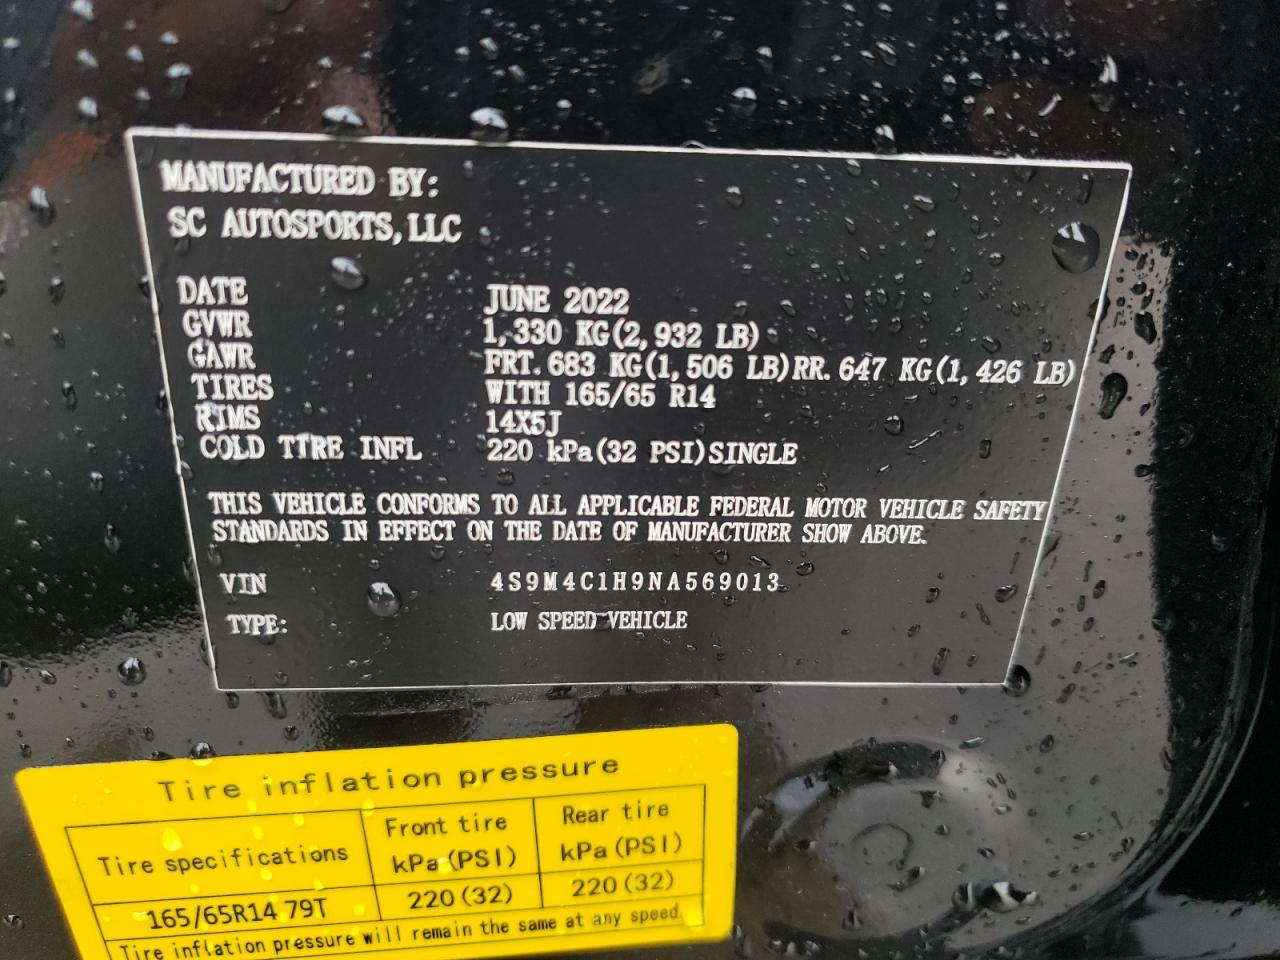 MANUFACTURED BY:
SC AUTOSPORTS, LLC
DATE JUNE 2022
GVWR 1,330 KG(2,932 LB)
GAWR FRT. 683 KG(1,506 LB)RR. 647 KG(1,426 LB)
TIRES WITH 165/65 R14
RIMS 14X5J
COLD TIRE INFL 220 kPa(32 PSI)SINGLE
THIS VEHICLE CONFORMS TO ALL APPLICABLE FEDERAL MOTOR VEHICLE SAFETY
STANDARDS IN EFFECT ON THE DATE OF MANUFACTURER SHOW ABOVE.
VIN 4S9M4C1H9NA569013
TYPE: LOW SPEED VEHICLE
Tire inflation pressure
Tire specifications
Front tire
kPa(PSI)
Rear tire
kPa(PSI)
165/65R14 79T 220(32) 220(32)
Tire inflation pressure will remain the same at any speed.